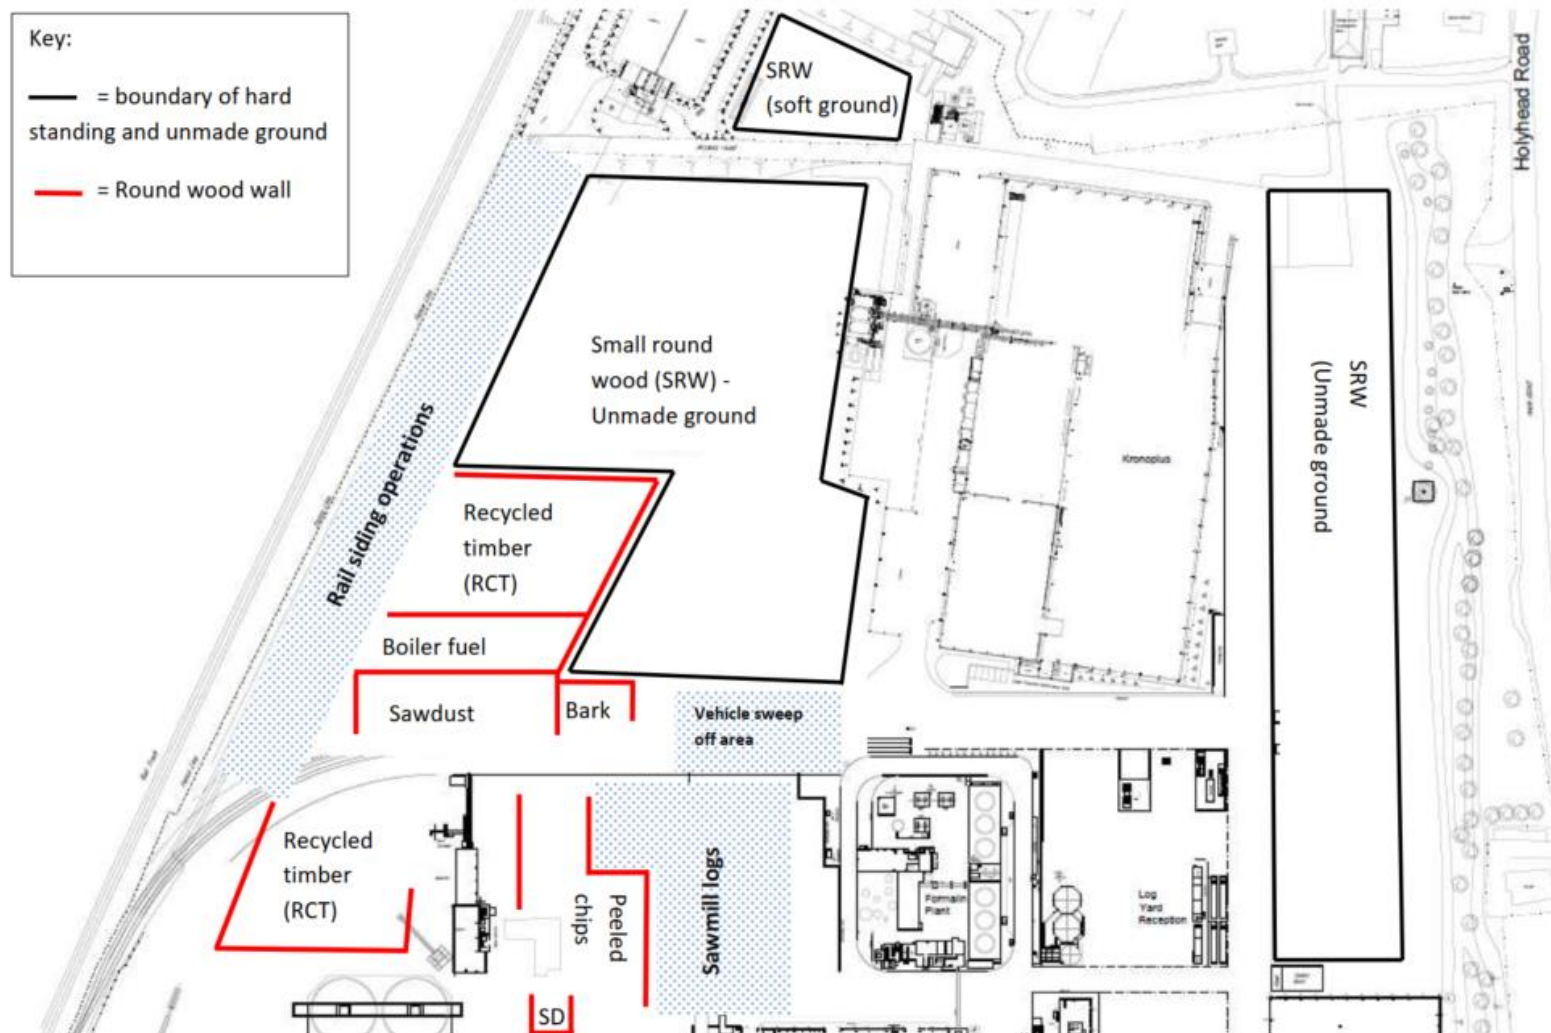 Key:
= boundary of hard
standing and unmade ground
= Round wood wall
SRW
(soft ground)
Holyhead Road
Small round
wood (SRW) -
Unmade ground
SRW
(Unmade ground
Kronoplus
Rail siding operations
Recycled
timber
(RCT)
Boiler fuel
Sawdust
Bark
Vehicle sweep
off area
Recycled
timber
(RCT)
Peeled
chips
Sawmill logs
Formalin
Plant
Log
Yard
Reception
SD